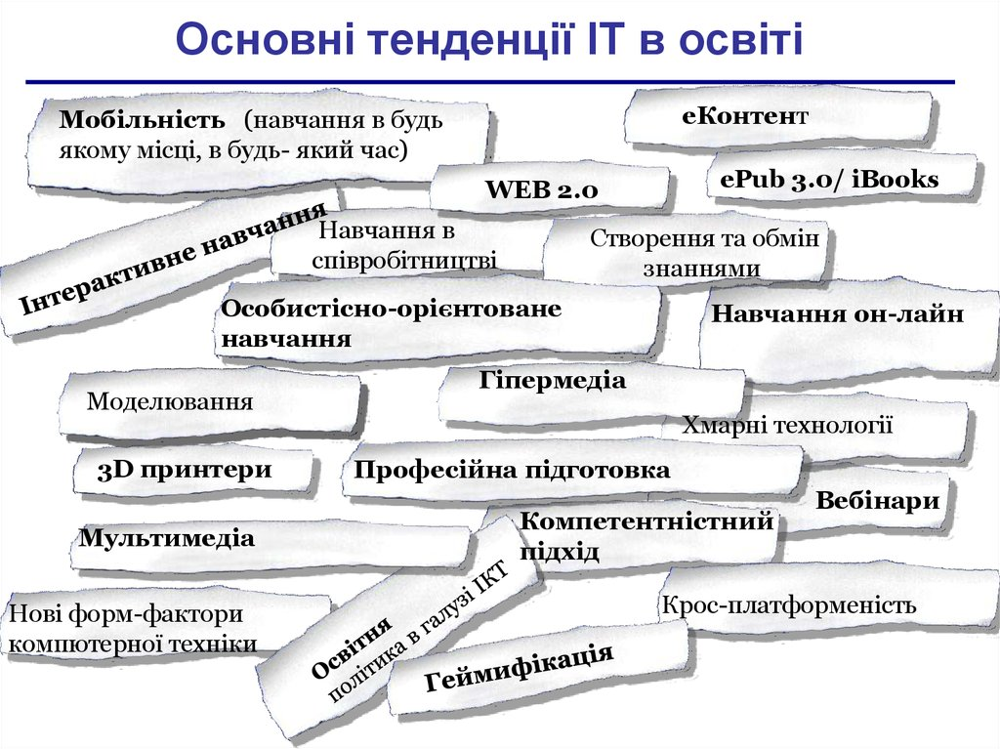 Основні тенденції ІТ в освіті
Мобільність (навчання в будь
якому місці, в будь- який час)
еКонтент
WEB 2.0
ePub 3.0/ iBooks
Інтерактивне навчання
Навчання в
співробітництві
Створення та обмін
знаннями
Особистісно-орієнтоване
навчання
Навчання он-лайн
Гіпермедіа
Моделювання
Хмарні технології
3D принтери
Професійна підготовка
Вебінари
Компетентністний
підхід
Мультимедіа
Нові форм-фактори
компютерної техніки
Освітня
політика в галузі ІКТ
Крос-платформеність
Геймификація